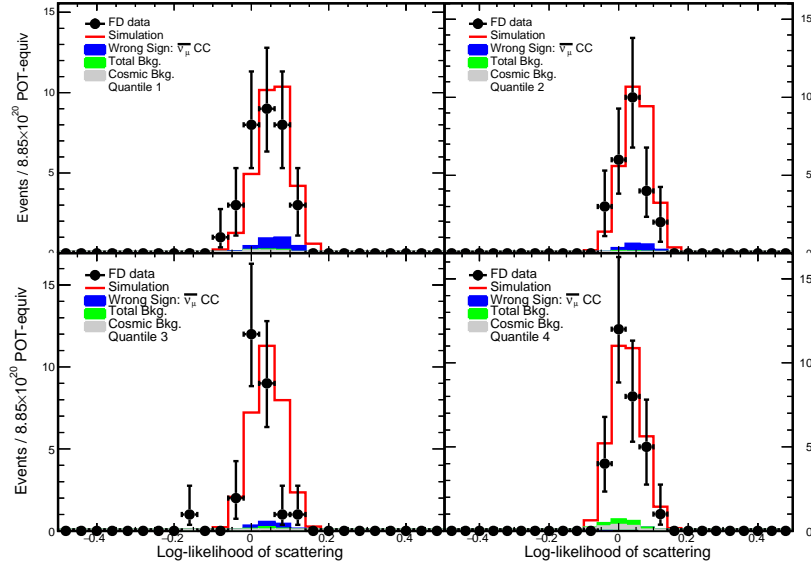 FD data
Simulation
Wrong Sign: ν̄μ CC
Total Bkg.
Cosmic Bkg.
Quantile 1
15
10
5
0
Events / 8.85×10²⁰ POT-equiv
FD data
Simulation
Wrong Sign: ν̄μ CC
Total Bkg.
Cosmic Bkg.
Quantile 2
15
10
5
0
FD data
Simulation
Wrong Sign: ν̄μ CC
Total Bkg.
Cosmic Bkg.
Quantile 3
15
10
5
0
Events / 8.85×10²⁰ POT-equiv
−0.4 −0.2 0 0.2 0.4
Log-likelihood of scattering
FD data
Simulation
Wrong Sign: ν̄μ CC
Total Bkg.
Cosmic Bkg.
Quantile 4
15
10
5
0
−0.4 −0.2 0 0.2 0.4
Log-likelihood of scattering